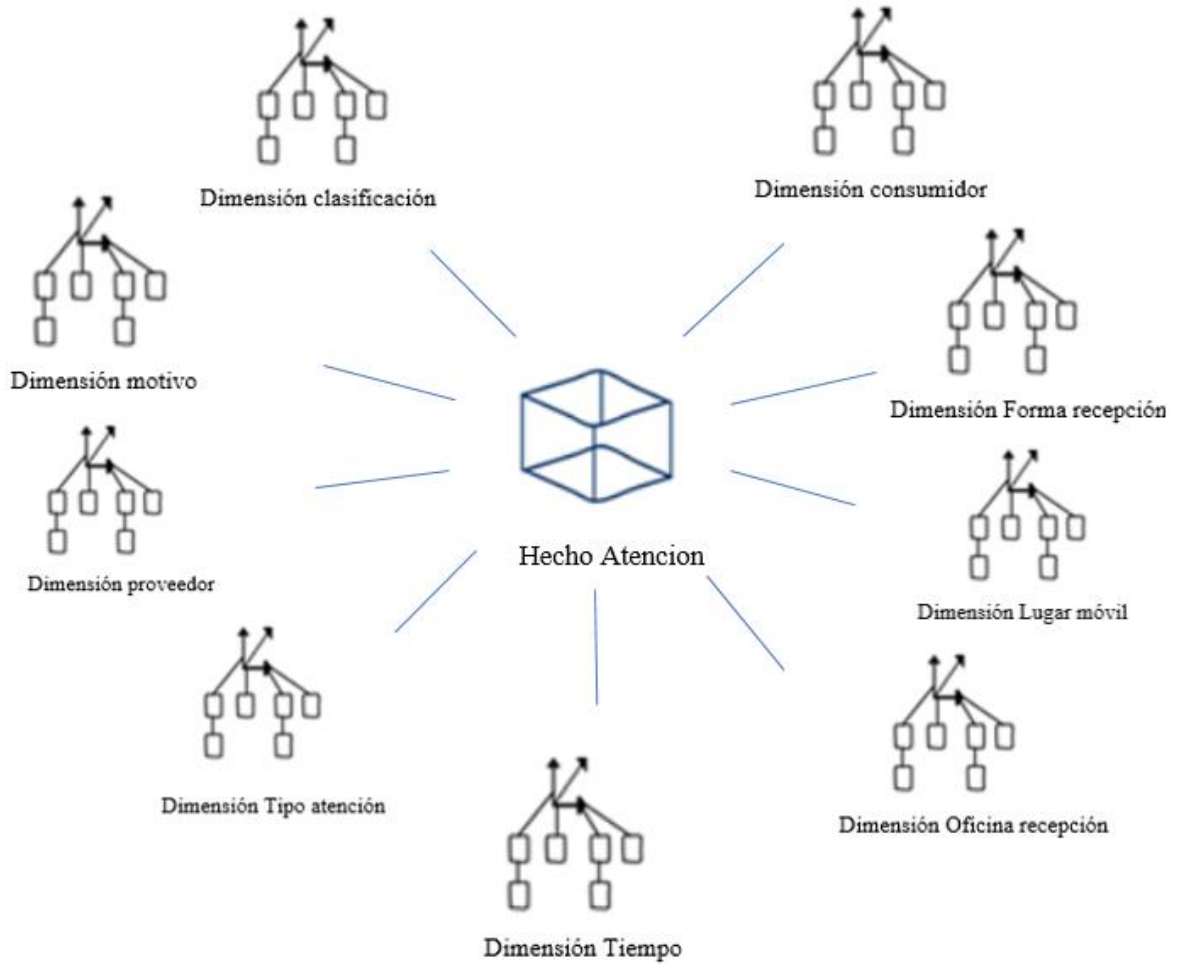 Dimensión clasificación
Dimensión consumidor
Dimensión motivo
Dimensión Forma recepción
Hecho Atencion
Dimensión proveedor
Dimensión Lugar móvil
Dimensión Tipo atención
Dimensión Oficina recepción
Dimensión Tiempo